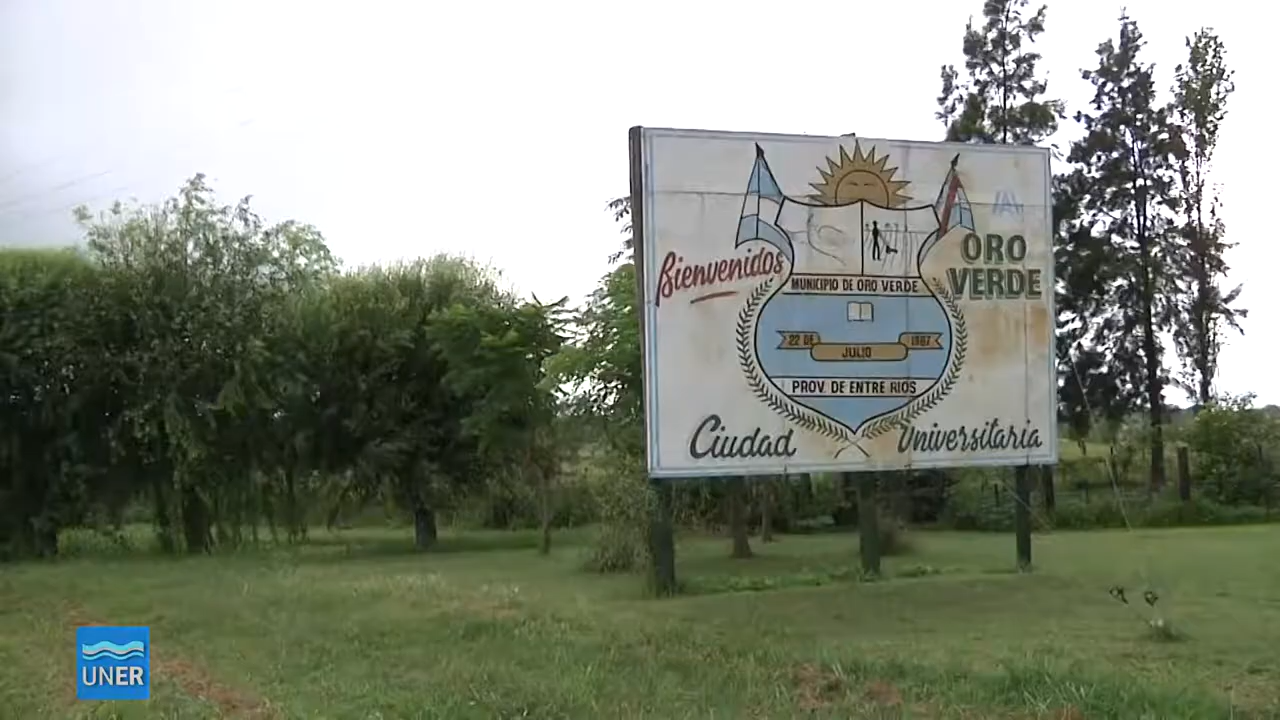 Bienvenidos
ORO
VERDE
MUNICIPIO DE ORO VERDE
22 DE
JULIO
1987
PROV DE ENTRE RIOS
Ciudad
Universitaria
UNER